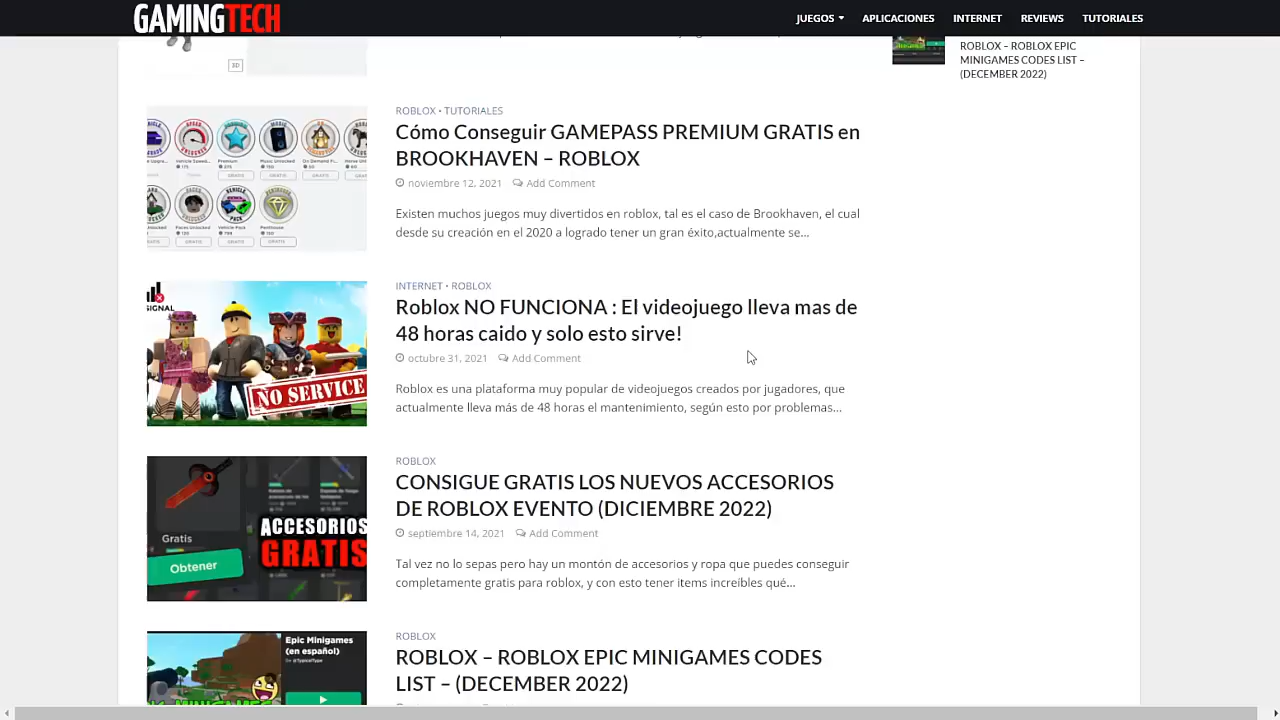 GAMINGTECH
JUEGOS
APLICACIONES
INTERNET
REVIEWS
TUTORIALES
3D
ROBLOX – ROBLOX EPIC
MINIGAMES CODES LIST –
(DECEMBER 2022)
ROBLOX • TUTORIALES
Cómo Conseguir GAMEPASS PREMIUM GRATIS en
BROOKHAVEN – ROBLOX
noviembre 12, 2021 Add Comment
Existen muchos juegos muy divertidos en roblox, tal es el caso de Brookhaven, el cual
desde su creación en el 2020 a logrado tener un gran éxito,actualmente se...
INTERNET • ROBLOX
Roblox NO FUNCIONA : El videojuego lleva mas de
48 horas caido y solo esto sirve!
octubre 31, 2021 Add Comment
Roblox es una plataforma muy popular de videojuegos creados por jugadores, que
actualmente lleva más de 48 horas el mantenimiento, según esto por problemas...
SIGNAL
NO SERVICE
ROBLOX
CONSIGUE GRATIS LOS NUEVOS ACCESORIOS
DE ROBLOX EVENTO (DICIEMBRE 2022)
septiembre 14, 2021 Add Comment
Tal vez no lo sepas pero hay un montón de accesorios y ropa que puedes conseguir
completamente gratis para roblox, y con esto tener items increíbles qué...
Gratis
Obtener
ACCESORIOS
GRATIS
ROBLOX
ROBLOX – ROBLOX EPIC MINIGAMES CODES
LIST – (DECEMBER 2022)
Epic Minigames
(en español)